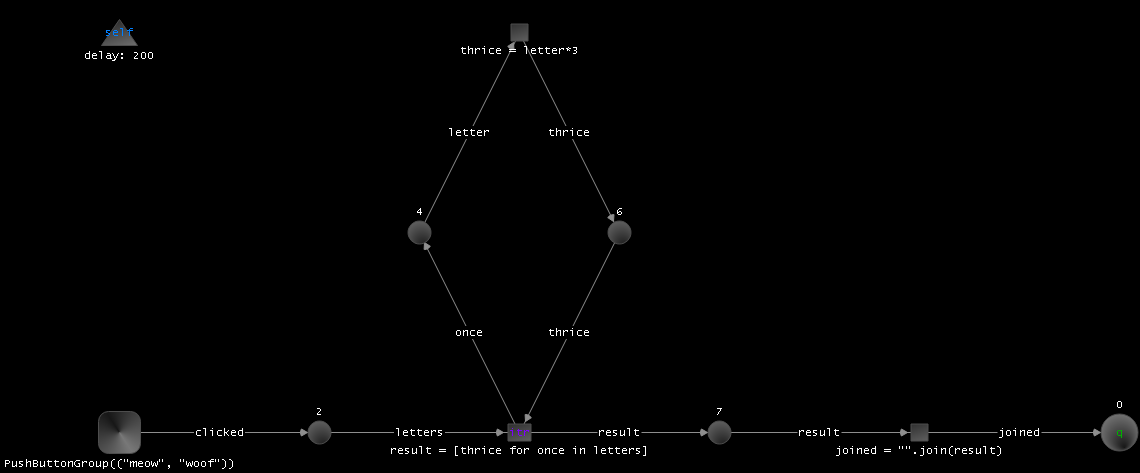 self
delay: 200
thrice = letter*3
letter
thrice
4
6
once
thrice
2
7
0
clicked
letters
result
result
joined
q
result = [thrice for once in letters]
joined = "".join(result)
PushButtonGroup(("meow", "woof"))